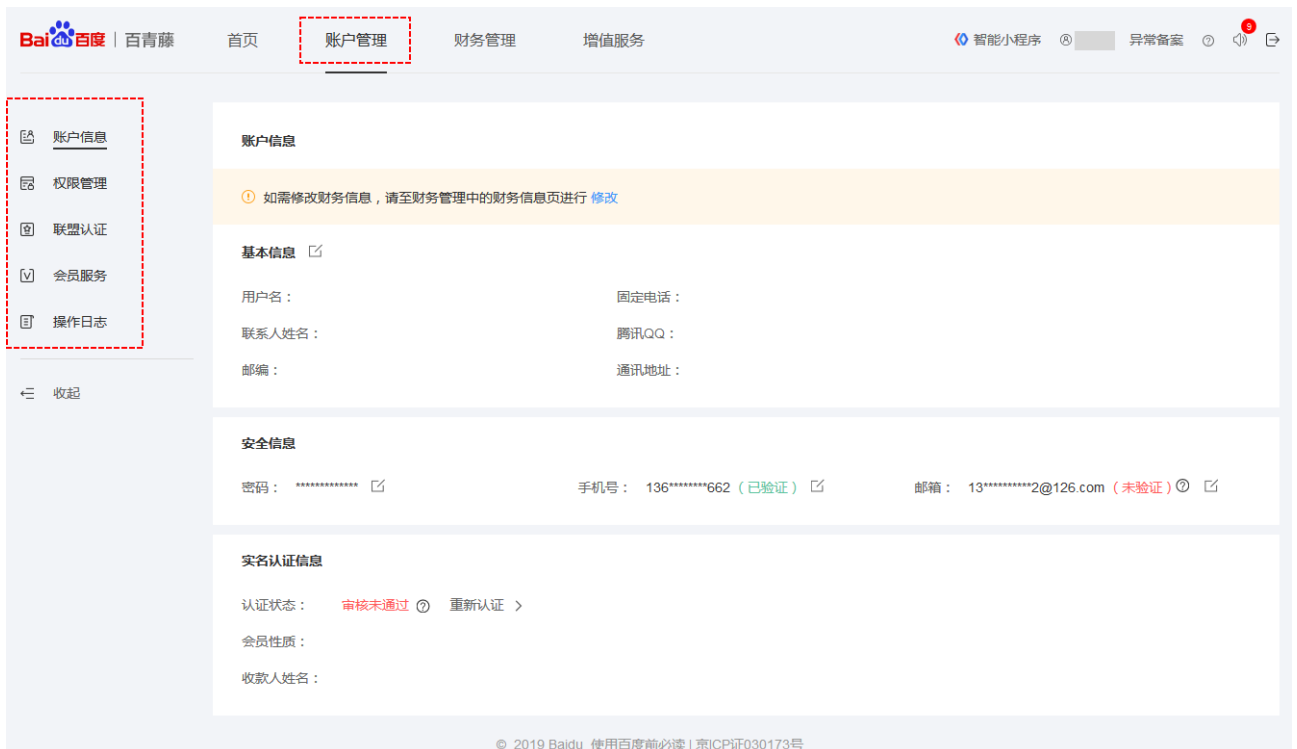 Bai du 百度 | 百青藤 首页 账户管理 财务管理 增值服务 智能小程序 异常备案 9
账户信息
权限管理
联盟认证
会员服务
操作日志
收起
账户信息
如需修改财务信息，请至财务管理中的财务信息页进行 修改
基本信息
用户名： 固定电话：
联系人姓名： 腾讯QQ：
邮编： 通讯地址：
安全信息
密码： ************* 手机号： 136********662（已验证） 邮箱： 13**********2@126.com（未验证）
实名认证信息
认证状态： 审核未通过 重新认证 >
会员性质：
收款人姓名：
© 2019 Baidu 使用百度前必读 | 京ICP证030173号